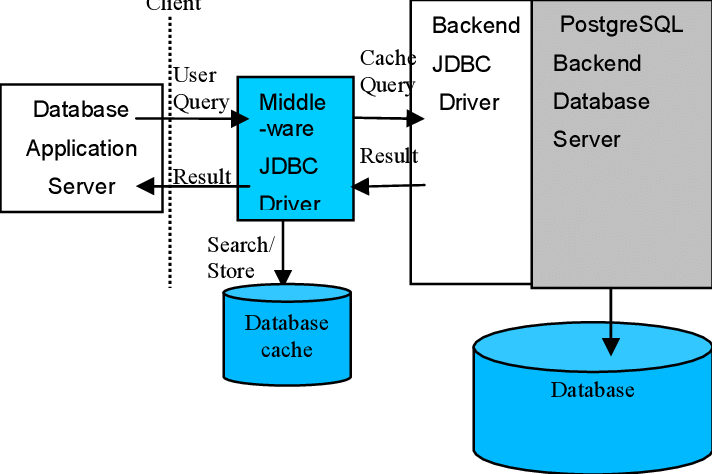 Client
Database
Application
Server
User
Query
Result
Middle
-ware
JDBC
Driver
Search/
Store
Database
cache
Cache
Query
Result
Backend
JDBC
Driver
PostgreSQL
Backend
Database
Server
Database